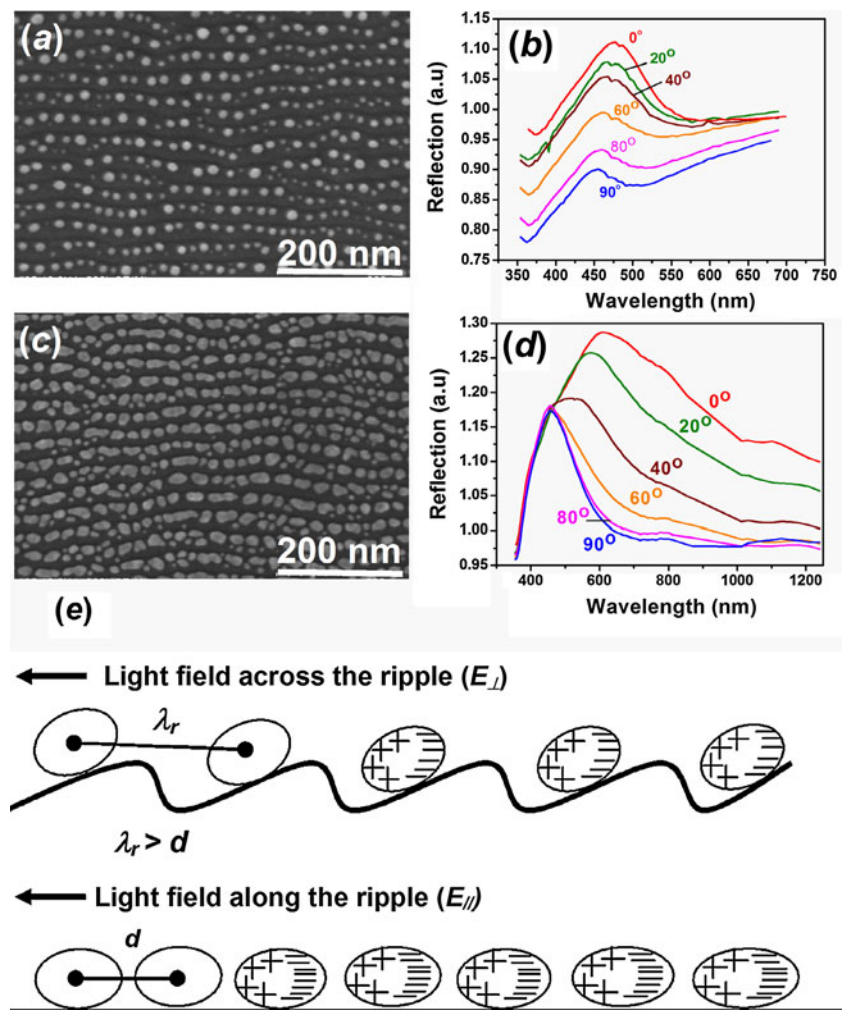 (a)
200 nm
(b)
0°
20°
40°
60°
80°
90°
Reflection (a.u)
1.15
1.10
1.05
1.00
0.95
0.90
0.85
0.80
0.75
350 400 450 500 550 600 650 700 750
Wavelength (nm)
(c)
200 nm
(d)
0°
20°
40°
60°
80°
90°
Reflection (a.u)
1.30
1.25
1.20
1.15
1.10
1.05
1.00
0.95
400 600 800 1000 1200
Wavelength (nm)
(e)
Light field across the ripple (E⊥)
λr
λr > d
Light field along the ripple (E//)
d